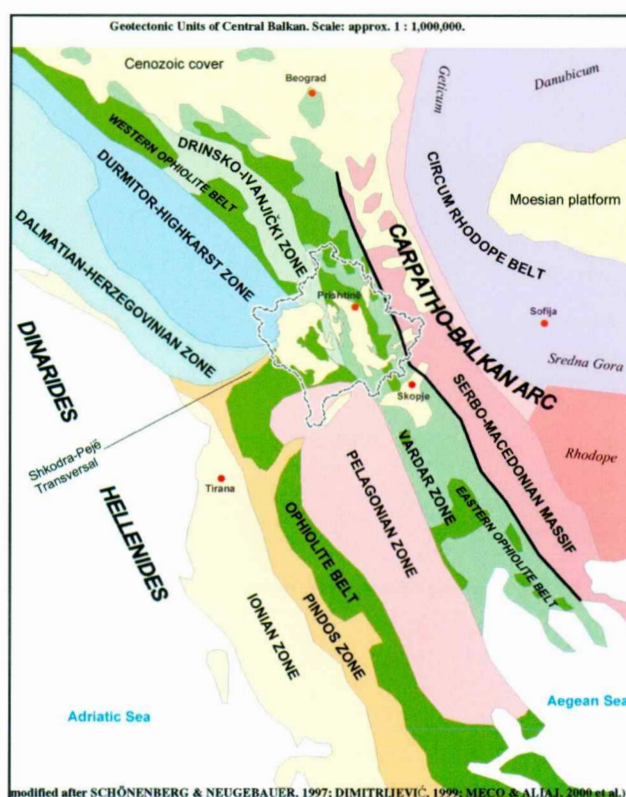 Geotectonic Units of Central Balkan. Scale: approx. 1 : 1,000,000.
Cenozoic cover
Beograd
Geticum
Danubicum
WESTERN OPHIOLITE BELT
DRINSKO-IVANJIČKI ZONE
DURMITOR-HIGHKARST ZONE
DALMATIAN-HERZEGOVINIAN ZONE
CIRCUM RHODOPE BELT
Moesian platform
CARPATHO-BALKAN ARC
Prishtinë
Sofija
Sredna Gora
DINARIDES
Skopje
SERBO-MACEDONIAN MASSIF
Rhodope
Shkodra-Pejë
Transversal
Tirana
HELLENIDES
PELAGONIAN ZONE
VARDAR ZONE
EASTERN OPHIOLITE BELT
OPHIOLITE BELT
PINDOS ZONE
IONIAN ZONE
Adriatic Sea
Aegean Sea
modified after SCHÖNENBERG & NEUGEBAUER, 1997; DIMITRIJEVIĆ, 1999; MECO & ALIAJ, 2000 et al.)